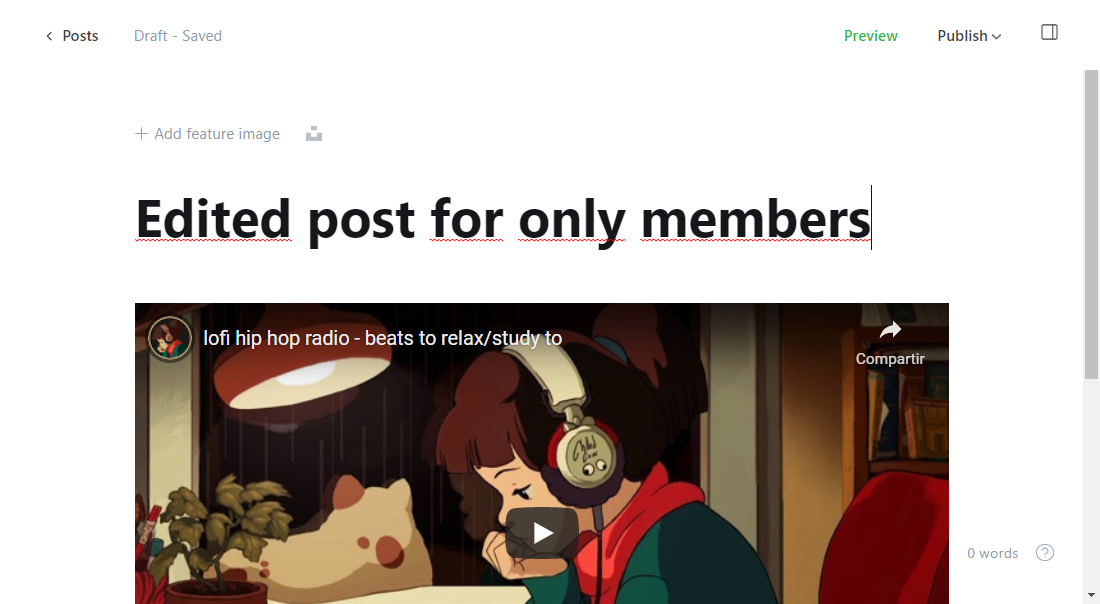 Posts Draft - Saved Preview Publish
Add feature image
Edited post for only members
lofi hip hop radio - beats to relax/study to
Compartir
0 words ?